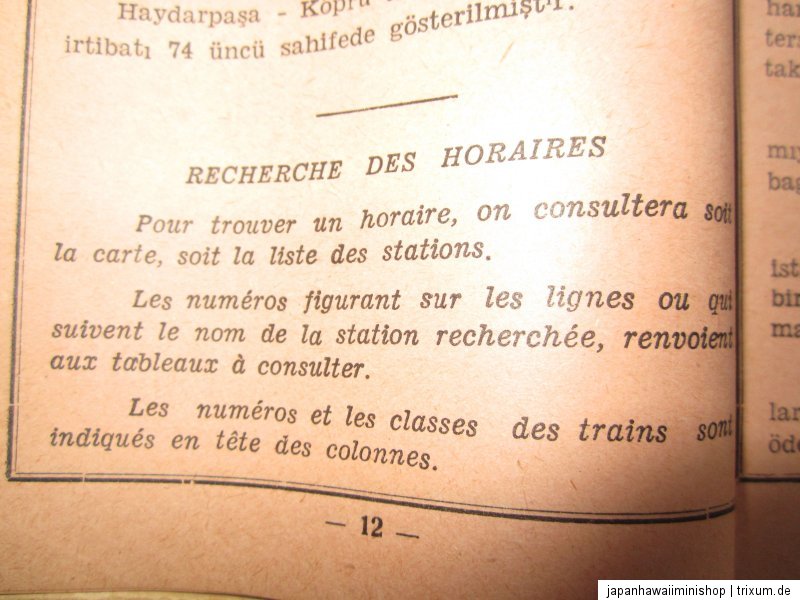 Haydarpaşa - Köprü
irtibatı 74 üncü sahifede gösterilmiştir.
RECHERCHE DES HORAIRES
Pour trouver un horaire, on consultera soit
la carte, soit la liste des stations.
Les numéros figurant sur les lignes ou qui
suivent le nom de la station recherchée, renvoient
aux tableaux à consulter.
Les numéros et les classes des trains sont
indiqués en tête des colonnes.
— 12 —
tak
bin
japanhawaiiminishop | trixum.de